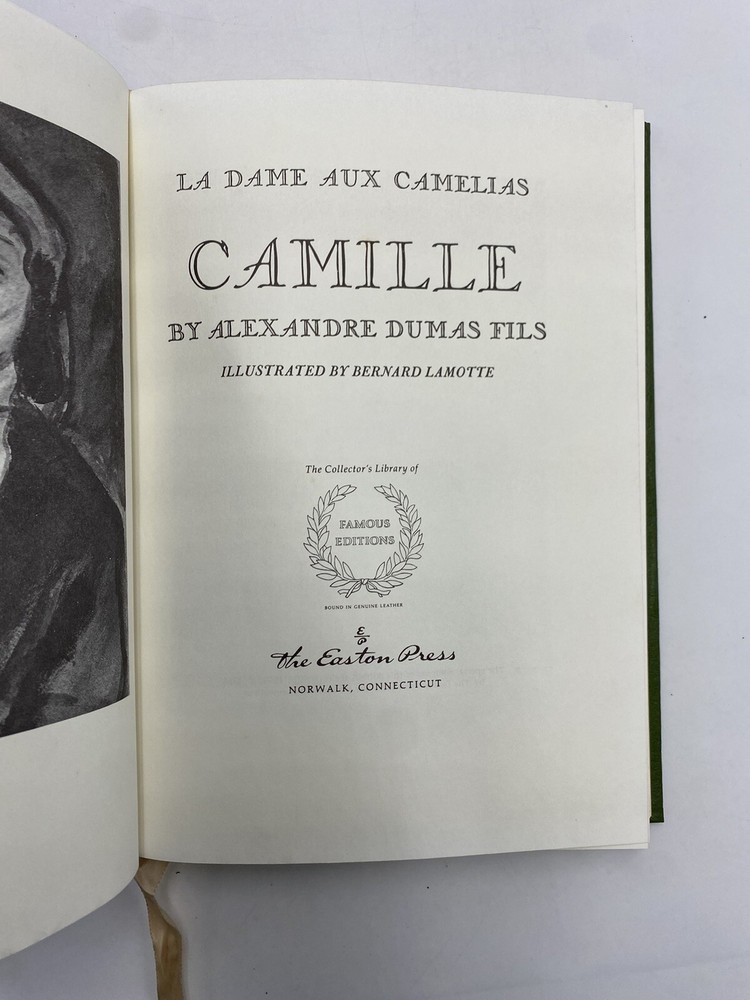 LA DAME AUX CAMELIAS
CAMILLE
BY ALEXANDRE DUMAS FILS
ILLUSTRATED BY BERNARD LAMOTTE
The Collector's Library of
FAMOUS
EDITIONS
BOUND IN GENUINE LEATHER
E
P
the Easton Press
NORWALK, CONNECTICUT